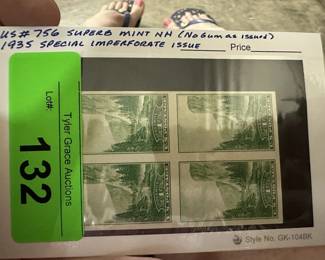 US# 756 SUPERB MINT NH (No Gum as issued)
1935 SPECIAL IMPERFORATE ISSUE
Price
Lot#:
132
Tyler Grace Auctions
Style No. GK-104BK